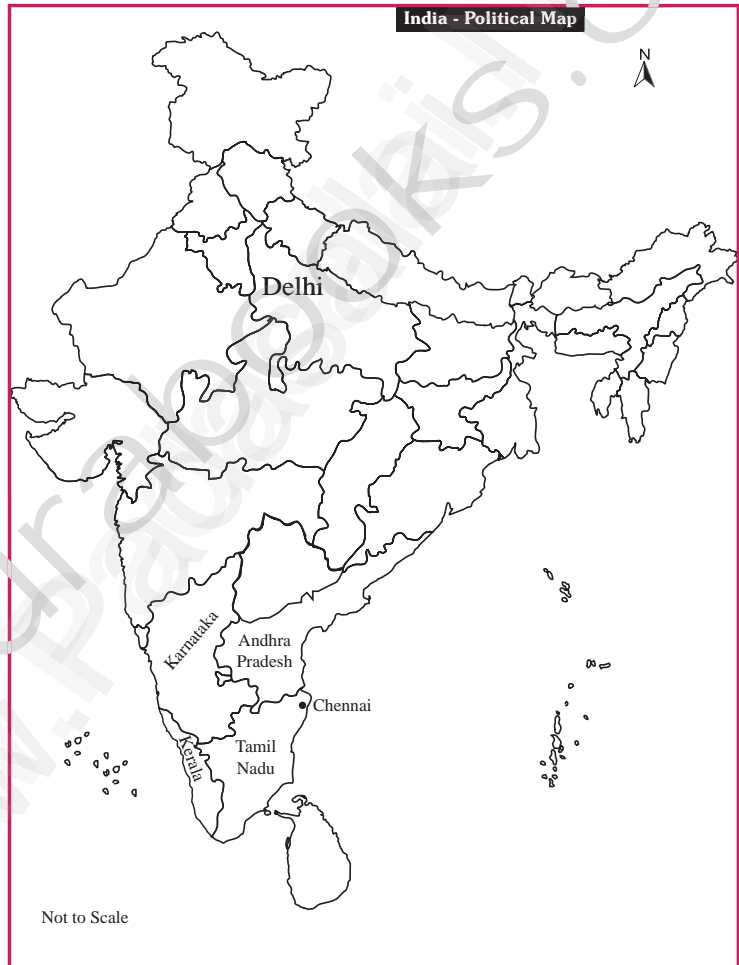 India - Political Map
N
Delhi
Karnataka
Andhra
Pradesh
Chennai
Kerala
Tamil
Nadu
Not to Scale